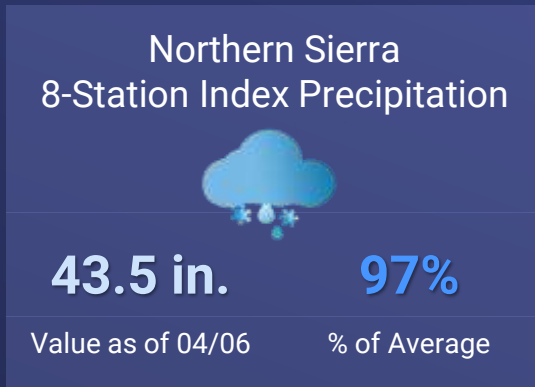 Northern Sierra
8-Station Index Precipitation
43.5 in. 97%
Value as of 04/06 % of Average